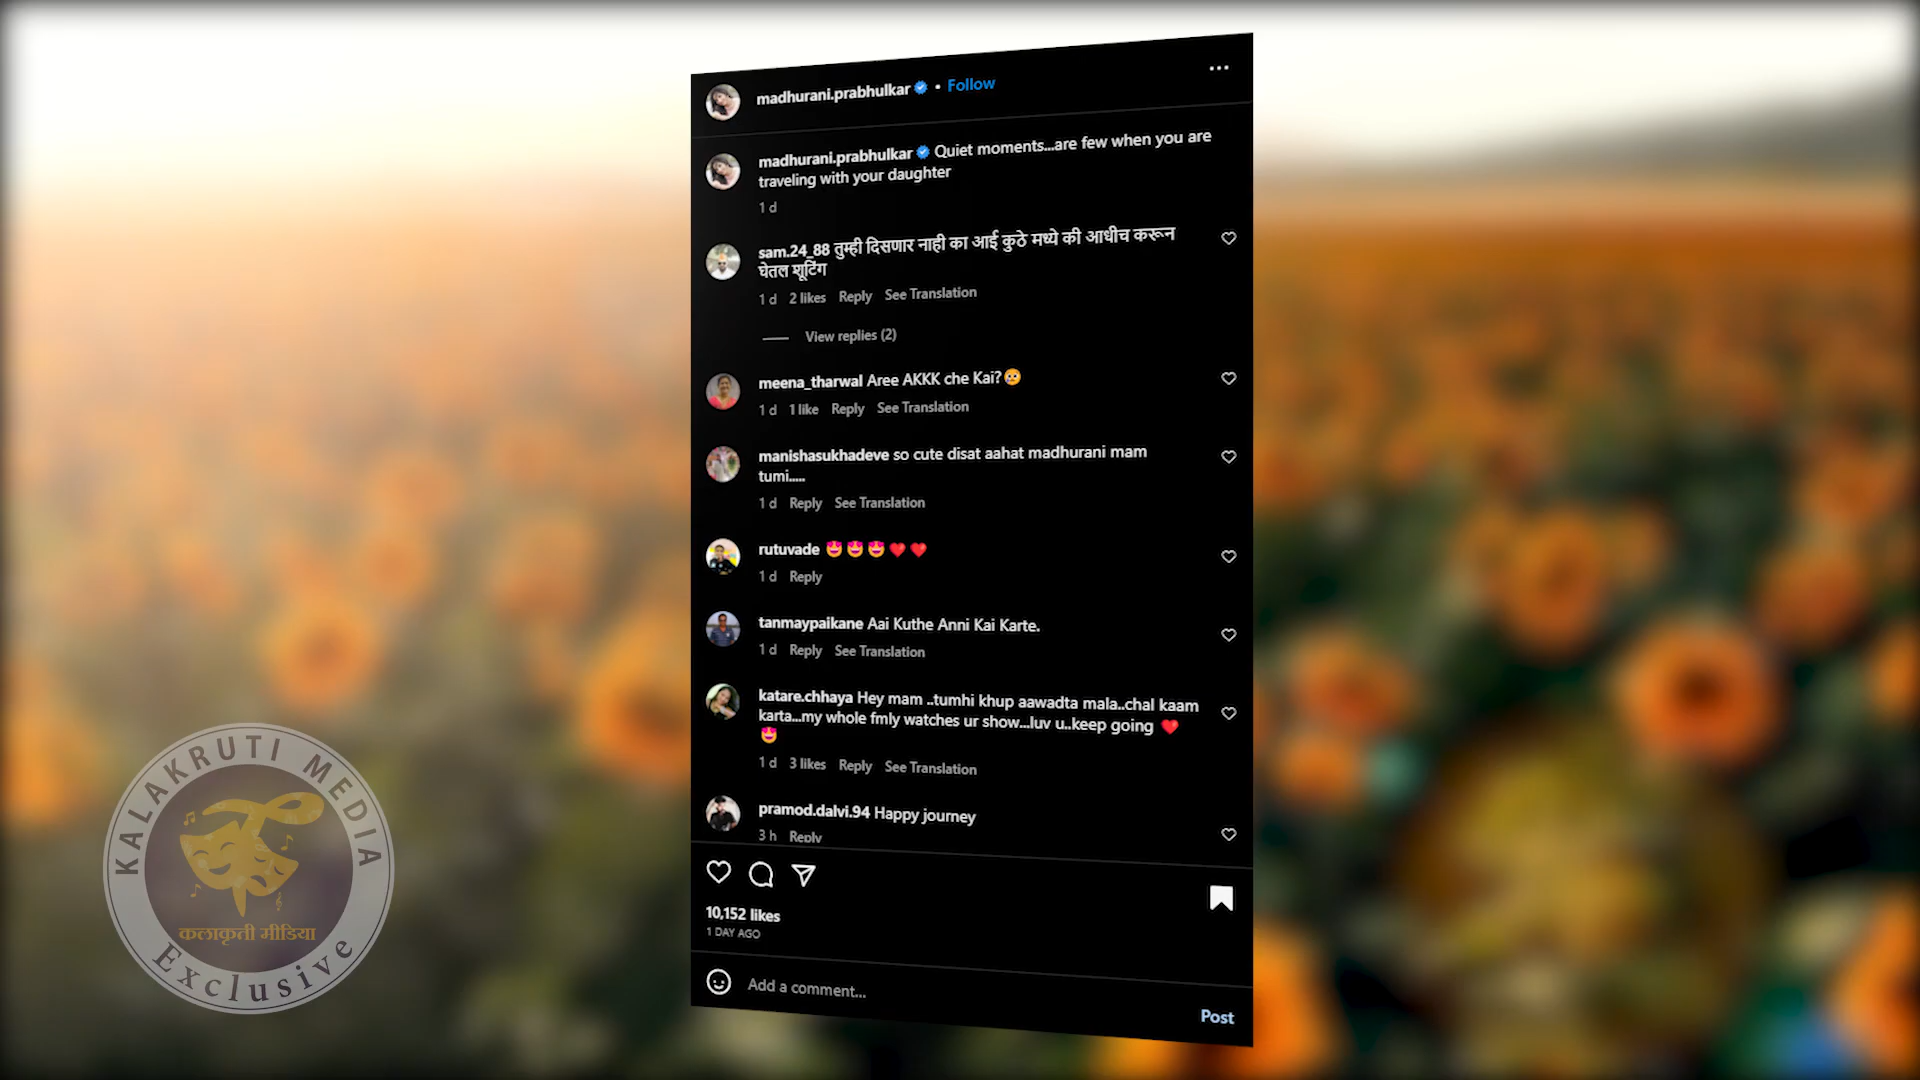 madhurani.prabhulkar • Follow
madhurani.prabhulkar Quiet moments...are few when you are
traveling with your daughter
1 d
sam.24_88 तुम्ही दिसणार नाही का आई कुठे मध्ये की आधीच करून
घेतल शूटिंग
1 d 2 likes Reply See Translation
View replies (2)
meena_tharwal Aree AKKK che Kai?🥺
1 d 1 like Reply See Translation
manishasukhadeve so cute disat aahat madhurani mam
tumi.....
1 d Reply See Translation
rutuvade 🤩🤩🤩❤️❤️
1 d Reply
tanmaypaikane Aai Kuthe Anni Kai Karte.
1 d Reply See Translation
katare.chhaya Hey mam ..tumhi khup aawadta mala..chal kaam
karta...my whole fmly watches ur show...luv u..keep going ❤️
🤩
1 d 3 likes Reply See Translation
pramod.dalvi.94 Happy journey
3 h Reply
10,152 likes
1 DAY AGO
Add a comment...
Post
KALAKRUTI MEDIA
कलाकृती मीडिया
Exclusive